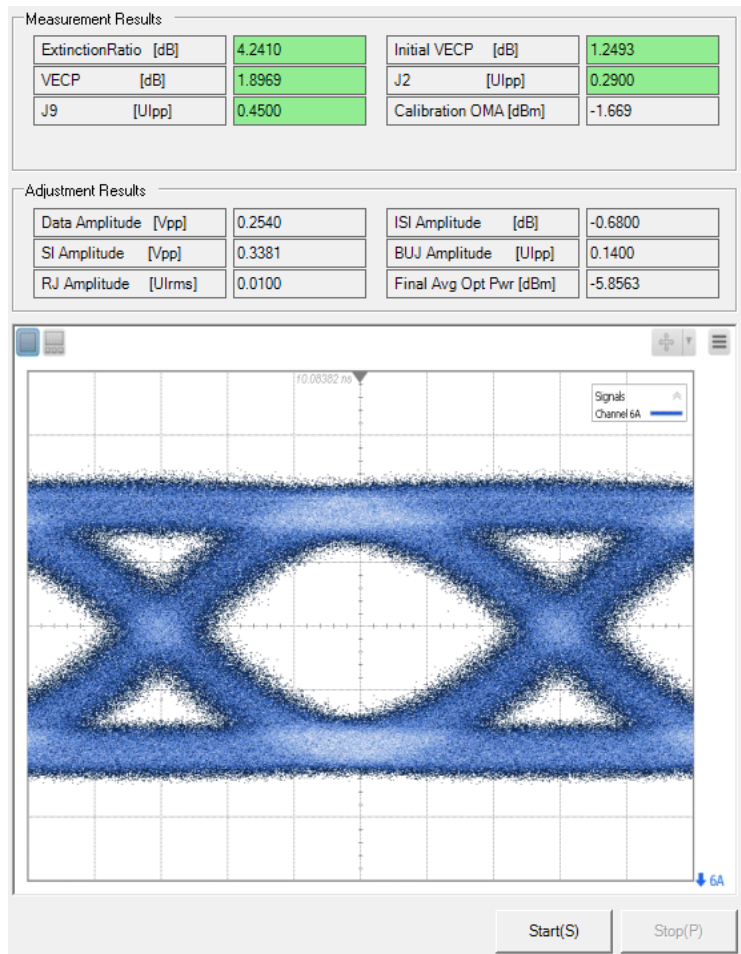 Measurement Results
ExtinctionRatio [dB] 4.2410 Initial VECP [dB] 1.2493
VECP [dB] 1.8969 J2 [UIpp] 0.2900
J9 [UIpp] 0.4500 Calibration OMA [dBm] -1.669
Adjustment Results
Data Amplitude [Vpp] 0.2540 ISI Amplitude [dB] -0.6800
SI Amplitude [Vpp] 0.3381 BUJ Amplitude [UIpp] 0.1400
RJ Amplitude [UIrms] 0.0100 Final Avg Opt Pwr [dBm] -5.8563
Signals
Channel 6A
6A
Start(S) Stop(P)